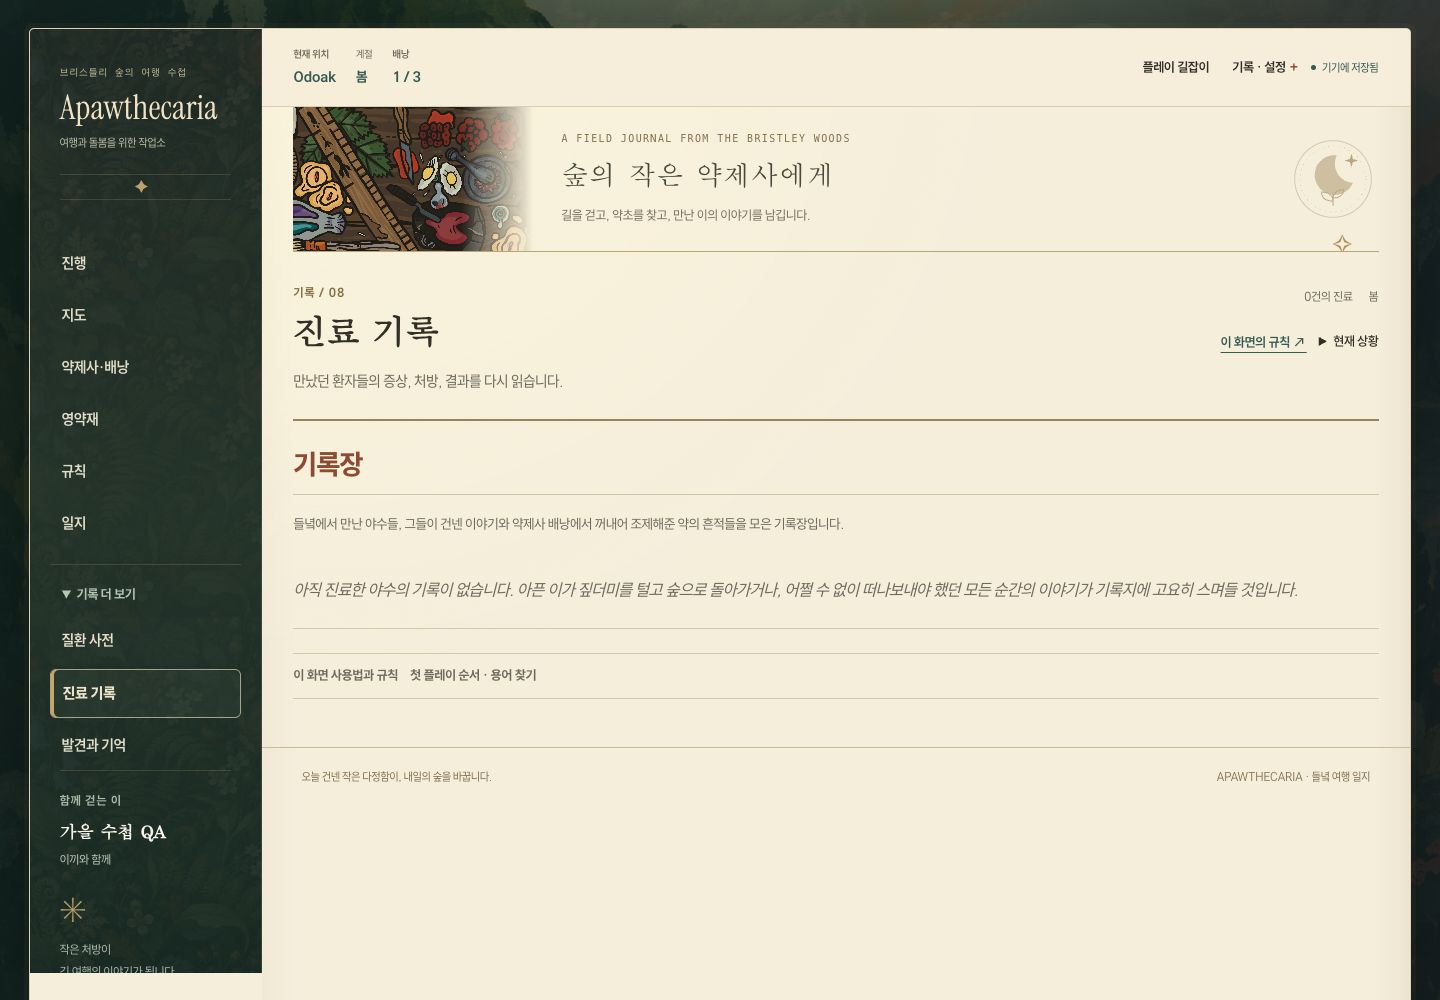 브리스들리 숲의 여행 수첩
Apawthecaria
여행과 돌봄을 위한 작업소
진행
지도
약제사·배낭
영약재
규칙
일지
▼ 기록 더 보기
질환 사전
진료 기록
발견과 기억
함께 걷는 이
가을 수첩 QA
이끼와 함께
작은 처방이
긴 여행의 이야기가 됩니다
현재 위치 계절 배낭
Odoak 봄 1 / 3
플레이 길잡이 기록 · 설정 + • 기기에 저장됨
A FIELD JOURNAL FROM THE BRISTLEY WOODS
숲의 작은 약제사에게
길을 걷고, 약초를 찾고, 만난 이의 이야기를 남깁니다.
기록 / 08
0건의 진료 봄
진료 기록
이 화면의 규칙 ↗ ▶ 현재 상황
만났던 환자들의 증상, 처방, 결과를 다시 읽습니다.
기록장
들녘에서 만난 야수들, 그들이 건넨 이야기와 약제사 배낭에서 꺼내어 조제해준 약의 흔적들을 모은 기록장입니다.
아직 진료한 야수의 기록이 없습니다. 아픈 이가 짚더미를 털고 숲으로 돌아가거나, 어쩔 수 없이 떠나보내야 했던 모든 순간의 이야기가 기록지에 고요히 스며들 것입니다.
이 화면 사용법과 규칙 첫 플레이 순서 · 용어 찾기
오늘 건넨 작은 다정함이, 내일의 숲을 바꿉니다.
APAWTHECARIA · 들녘 여행 일지